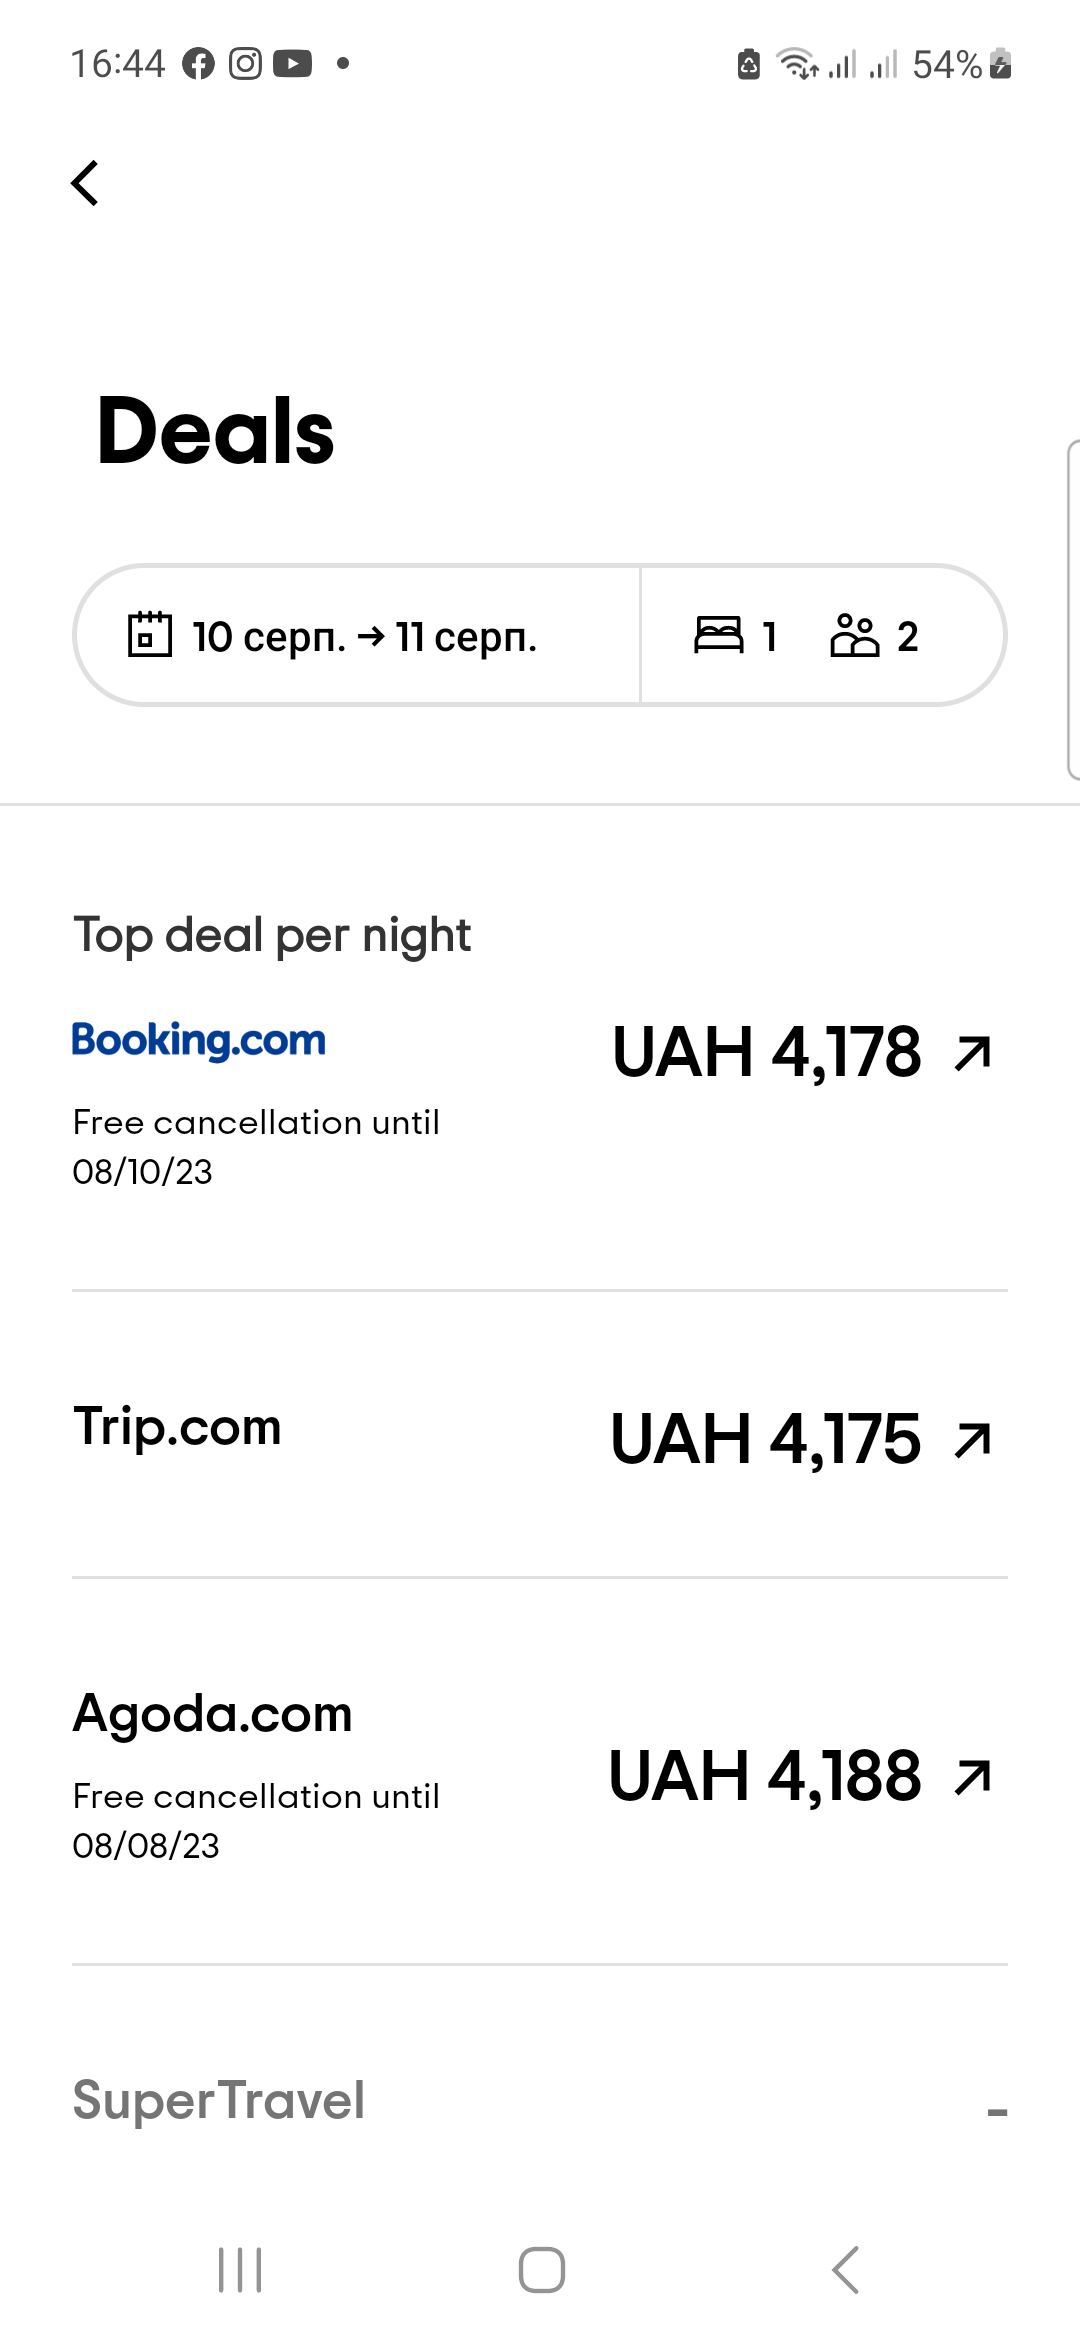 16:44
54%
Deals
10 серп. → 11 серп.
1
2
Top deal per night
Booking.com
UAH 4,178
Free cancellation until
08/10/23
Trip.com
UAH 4,175
Agoda.com
UAH 4,188
Free cancellation until
08/08/23
SuperTravel
-